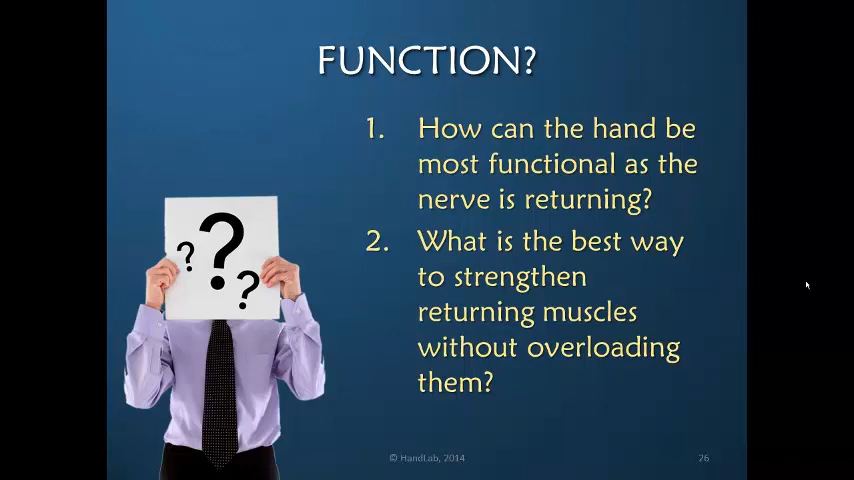 FUNCTION?
1. How can the hand be
most functional as the
nerve is returning?
2. What is the best way
to strengthen
returning muscles
without overloading
them?
? ? ?
© HandLab, 2014
26